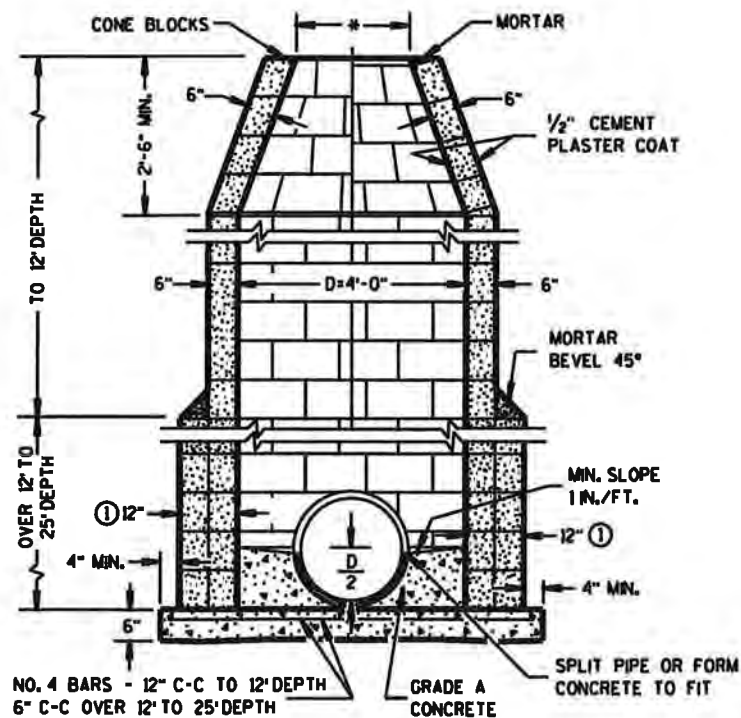 CONE BLOCKS
*
MORTAR
6"
6"
2'-6" MIN.
1/2" CEMENT
PLASTER COAT
TO 12' DEPTH
6"
D=4'-0"
6"
MORTAR
BEVEL 45°
OVER 12' TO
25' DEPTH
MIN. SLOPE
1 IN./FT.
① 12"
12" ①
D
2
4" MIN.
4" MIN.
6"
NO. 4 BARS - 12" C-C TO 12' DEPTH
6" C-C OVER 12' TO 25' DEPTH
GRADE A
CONCRETE
SPLIT PIPE OR FORM
CONCRETE TO FIT